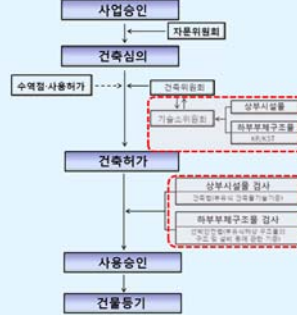 사업승인
자문위원회
건축심의
수역점·사용허가
건축위원회
기술소위원회
상부시설물
하부부체구조물
KR/KST
건축허가
상부시설물 검사
하부부체구조물 검사
사용승인
건물등기